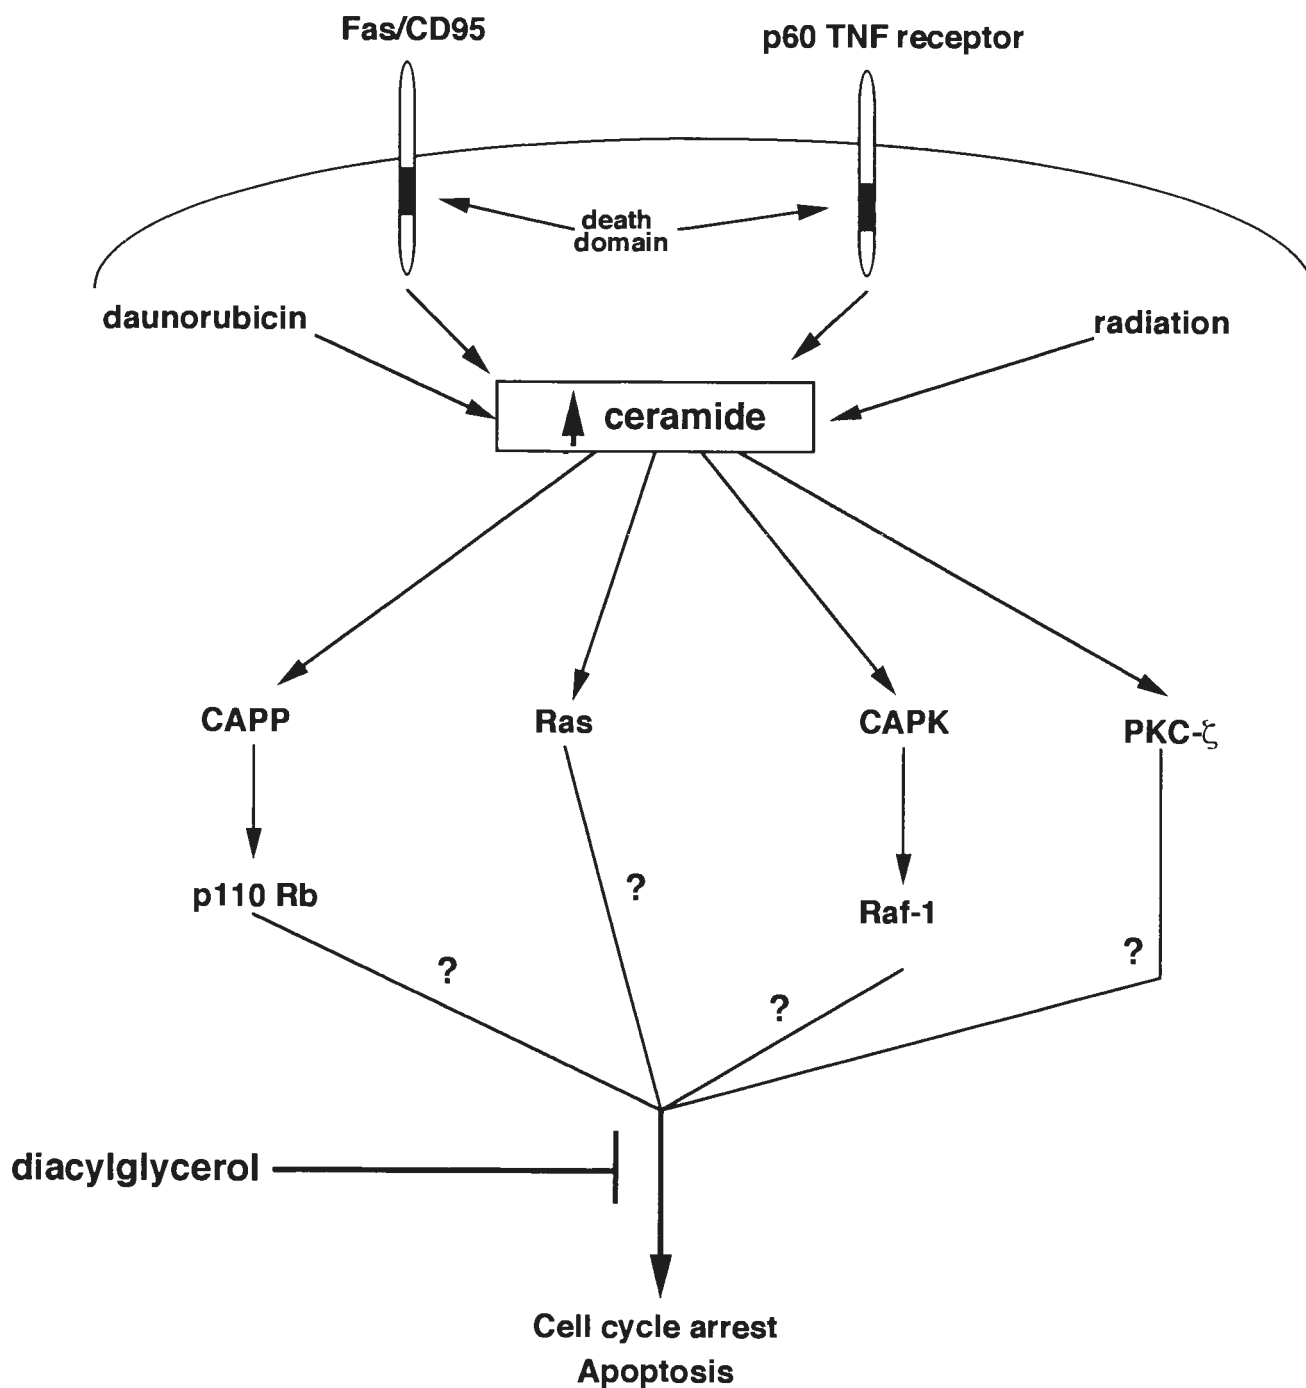 Fas/CD95
p60 TNF receptor
death
domain
daunorubicin
radiation
ceramide
CAPP
Ras
CAPK
PKC-ζ
p110 Rb
?
Raf-1
?
?
?
diacylglycerol
Cell cycle arrest
Apoptosis